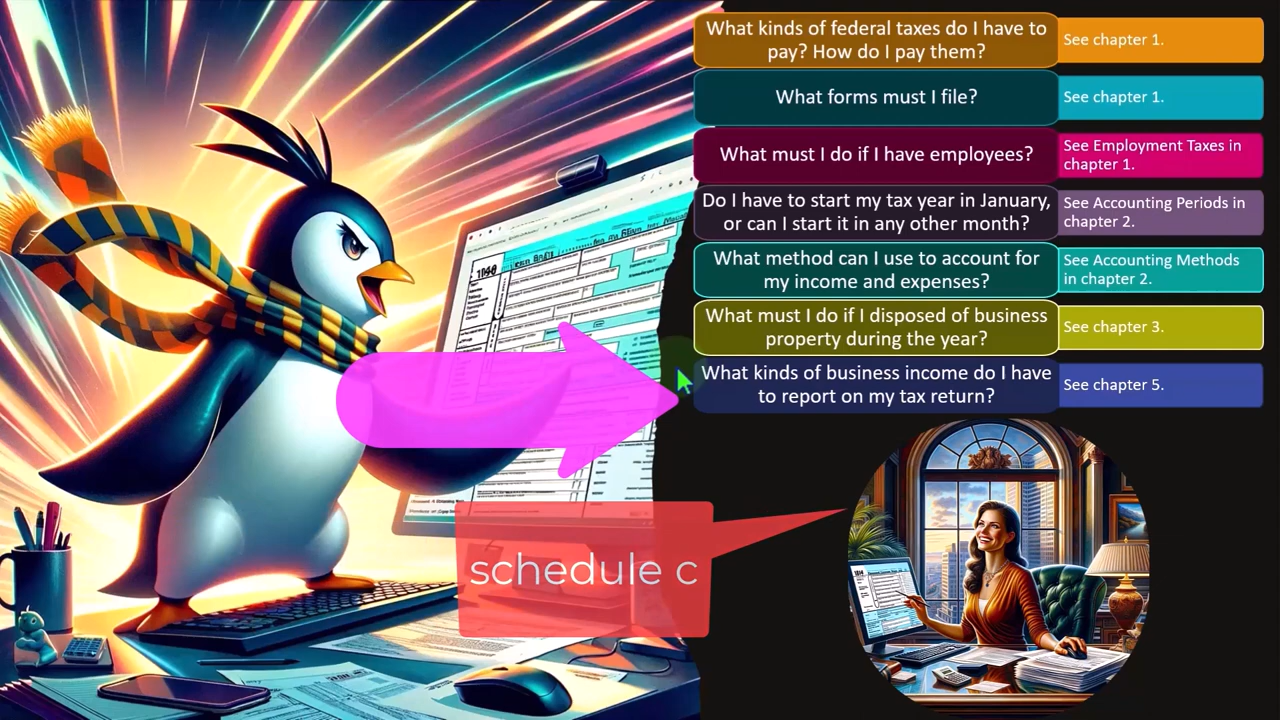 What kinds of federal taxes do I have to
pay? How do I pay them?
See chapter 1.
What forms must I file?
See chapter 1.
What must I do if I have employees?
See Employment Taxes in
chapter 1.
Do I have to start my tax year in January,
or can I start it in any other month?
See Accounting Periods in
chapter 2.
What method can I use to account for
my income and expenses?
See Accounting Methods
in chapter 2.
What must I do if I disposed of business
property during the year?
See chapter 3.
What kinds of business income do I have
to report on my tax return?
See chapter 5.
1040
schedule c